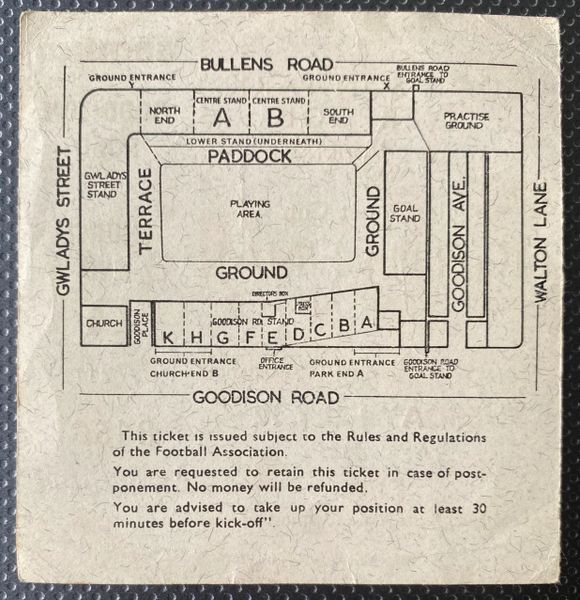 BULLENS ROAD
GROUND ENTRANCE
Y
GROUND ENTRANCE
X
BULLENS ROAD
ENTRANCE TO
GOAL STAND
NORTH
END
CENTRE STAND
A
CENTRE STAND
B
SOUTH
END
PRACTISE
GROUND
LOWER STAND (UNDERNEATH)
PADDOCK
GWLADYS STREET
GWLADYS
STREET
STAND
TERRACE
PLAYING
AREA.
GROUND
GOAL
STAND
GOODISON AVE.
WALTON LANE
GROUND
DIRECTORS BOX
PRESS
BOX
CHURCH
GOODISON
PLACE
GOODISON RD. STAND
K H G F E D C B A
GROUND ENTRANCE
CHURCH·END B
OFFICE
ENTRANCE
GROUND ENTRANCE
PARK END A
GOODISON ROAD
ENTRANCE TO
GOAL STAND
GOODISON ROAD
This ticket is issued subject to the Rules and Regulations
of the Football Association.
You are requested to retain this ticket in case of post-
ponement. No money will be refunded.
You are advised to take up your position at least 30
minutes before kick-off".